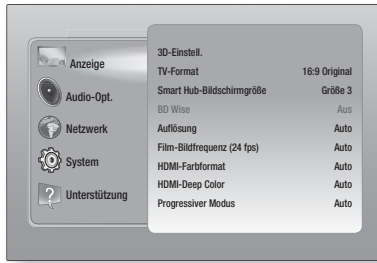 Anzeige
Audio-Opt.
Netzwerk
System
Unterstützung
3D-Einstell.
TV-Format 16:9 Original
Smart Hub-Bildschirmgröße Größe 3
BD Wise Aus
Auflösung Auto
Film-Bildfrequenz (24 fps) Auto
HDMI-Farbformat Auto
HDMI-Deep Color Auto
Progressiver Modus Auto